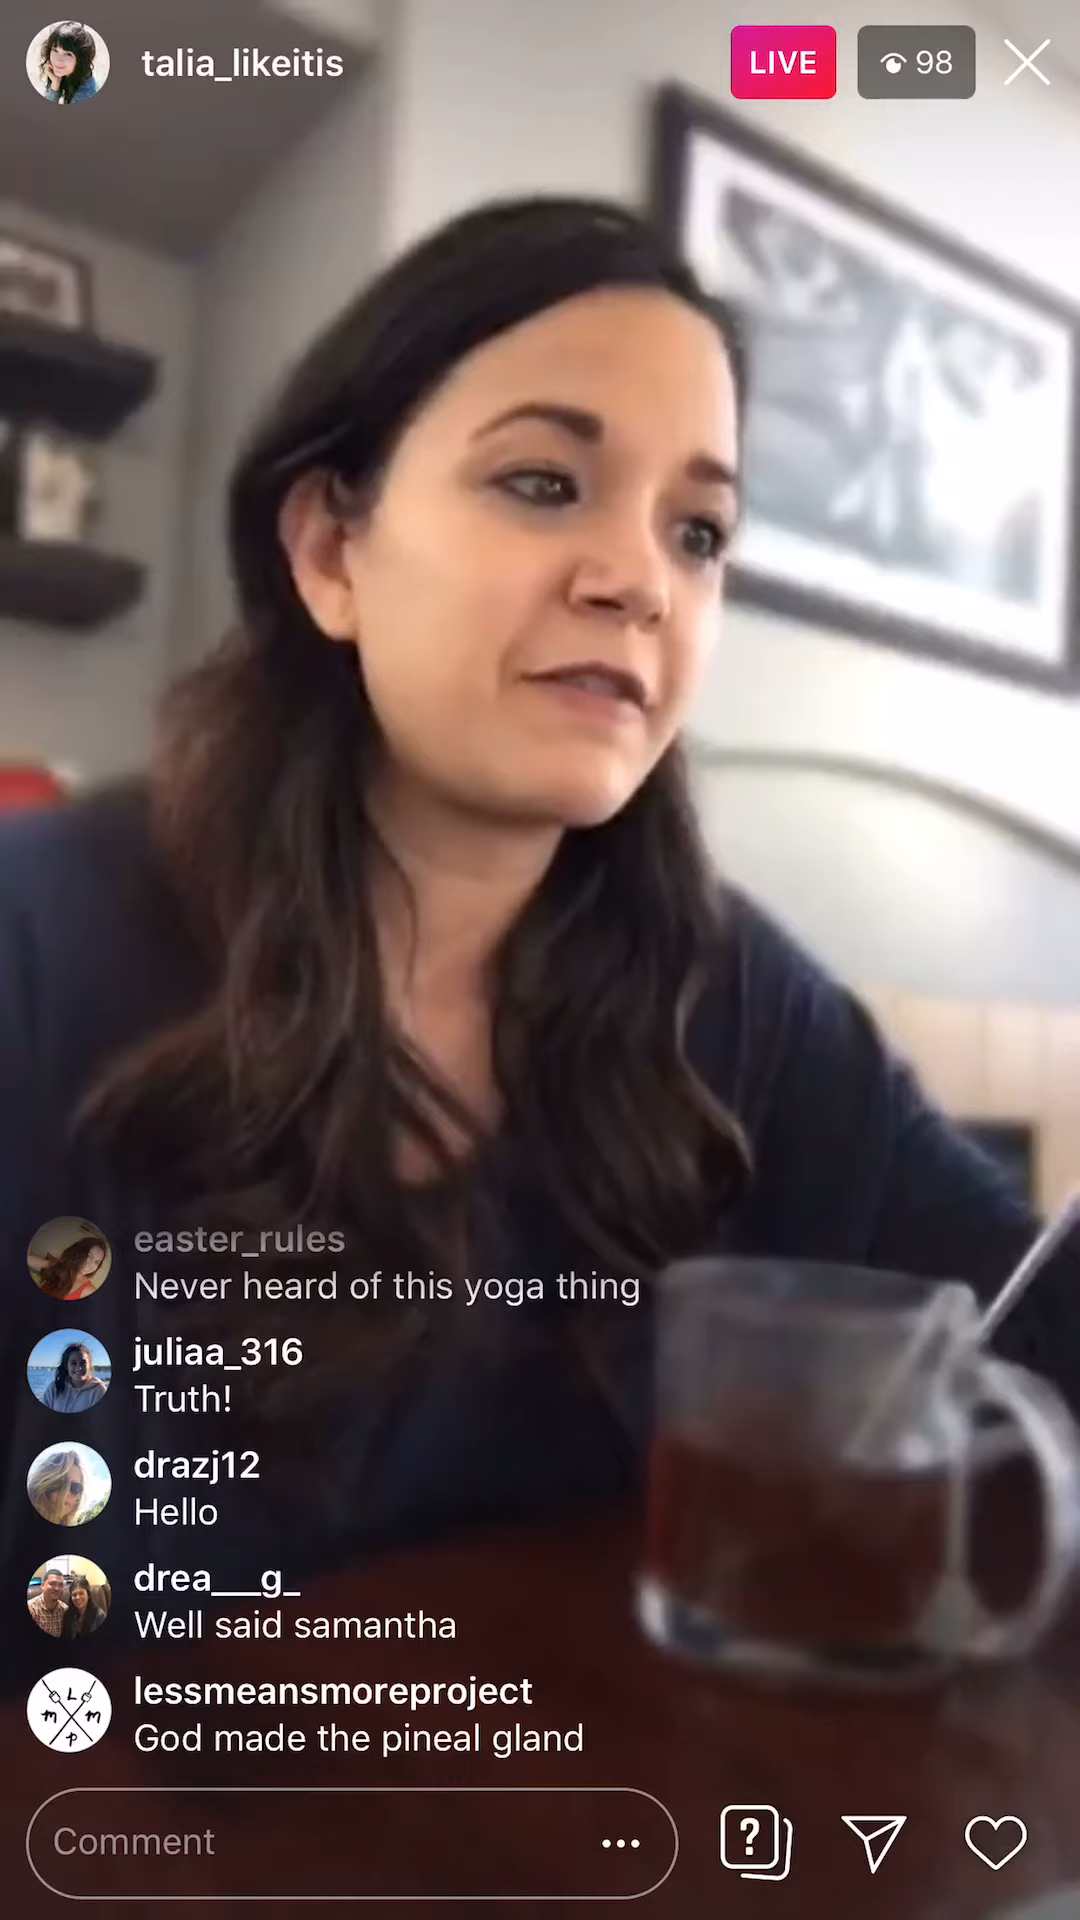 talia_likeitis
LIVE
98
easter_rules
Never heard of this yoga thing
juliaa_316
Truth!
drazj12
Hello
drea___g_
Well said samantha
L
m m
p
lessmeansmoreproject
God made the pineal gland
Comment
?